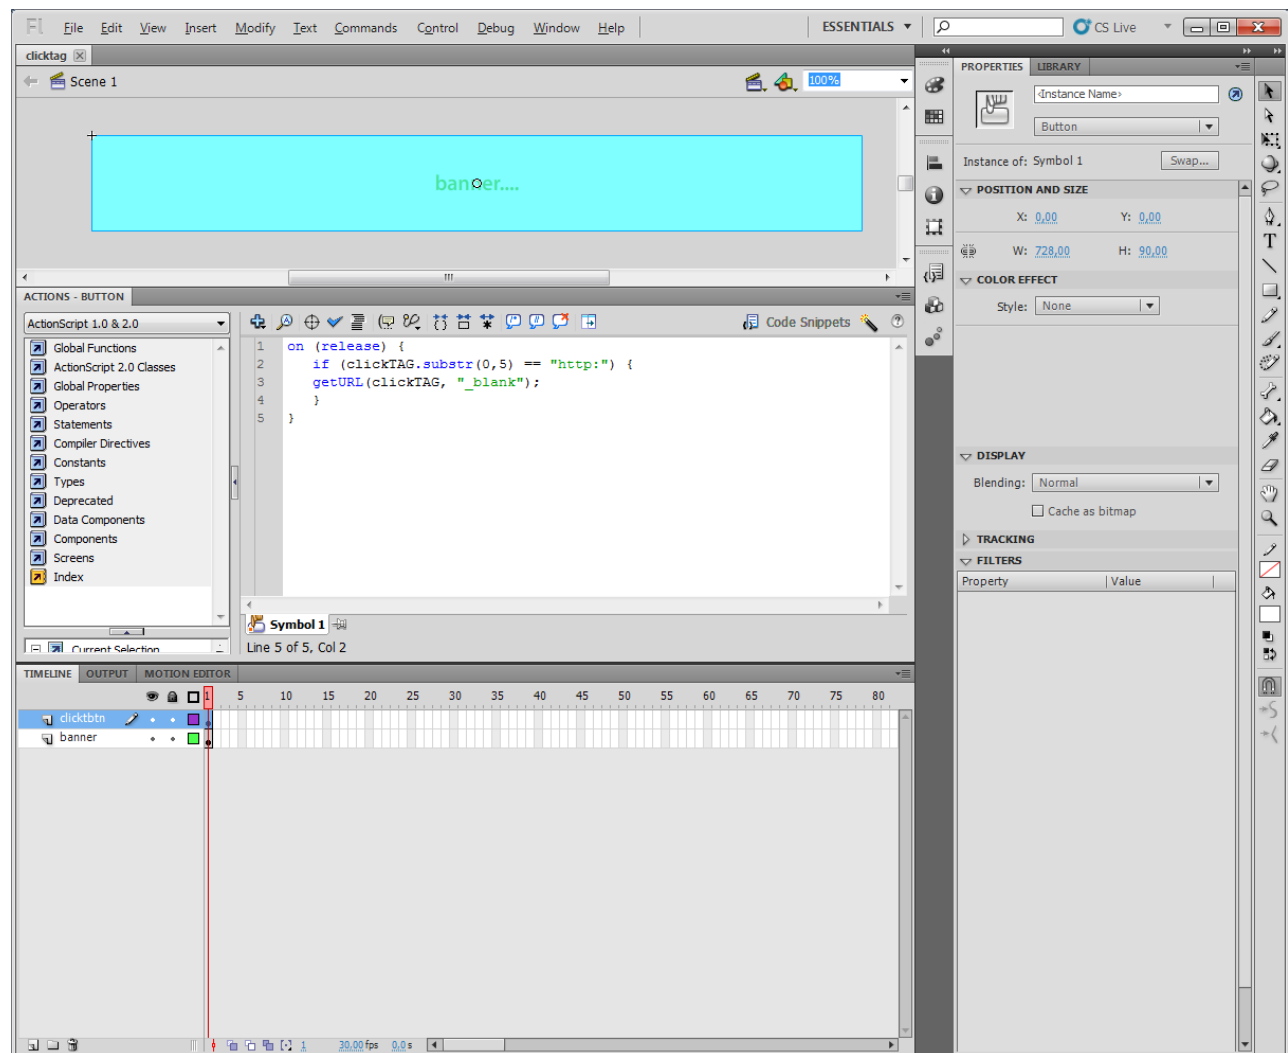 Fl File Edit View Insert Modify Text Commands Control Debug Window Help ESSENTIALS CS Live
clicktag
Scene 1 100%
banner....
ACTIONS - BUTTON
ActionScript 1.0 & 2.0
Global Functions
ActionScript 2.0 Classes
Global Properties
Operators
Statements
Compiler Directives
Constants
Types
Deprecated
Data Components
Components
Screens
Index
Current Selection
Code Snippets
1 on (release) {
2 if (clickTAG.substr(0,5) == "http:") {
3 getURL(clickTAG, "_blank");
4 }
5 }
Symbol 1
Line 5 of 5, Col 2
TIMELINE OUTPUT MOTION EDITOR
1 5 10 15 20 25 30 35 40 45 50 55 60 65 70 75 80
clicktbtn
banner
1 30,00 fps 0,0 s
PROPERTIES LIBRARY
<Instance Name>
Button
Instance of: Symbol 1 Swap...
POSITION AND SIZE
X: 0,00 Y: 0,00
W: 728,00 H: 90,00
COLOR EFFECT
Style: None
DISPLAY
Blending: Normal
Cache as bitmap
TRACKING
FILTERS
Property Value